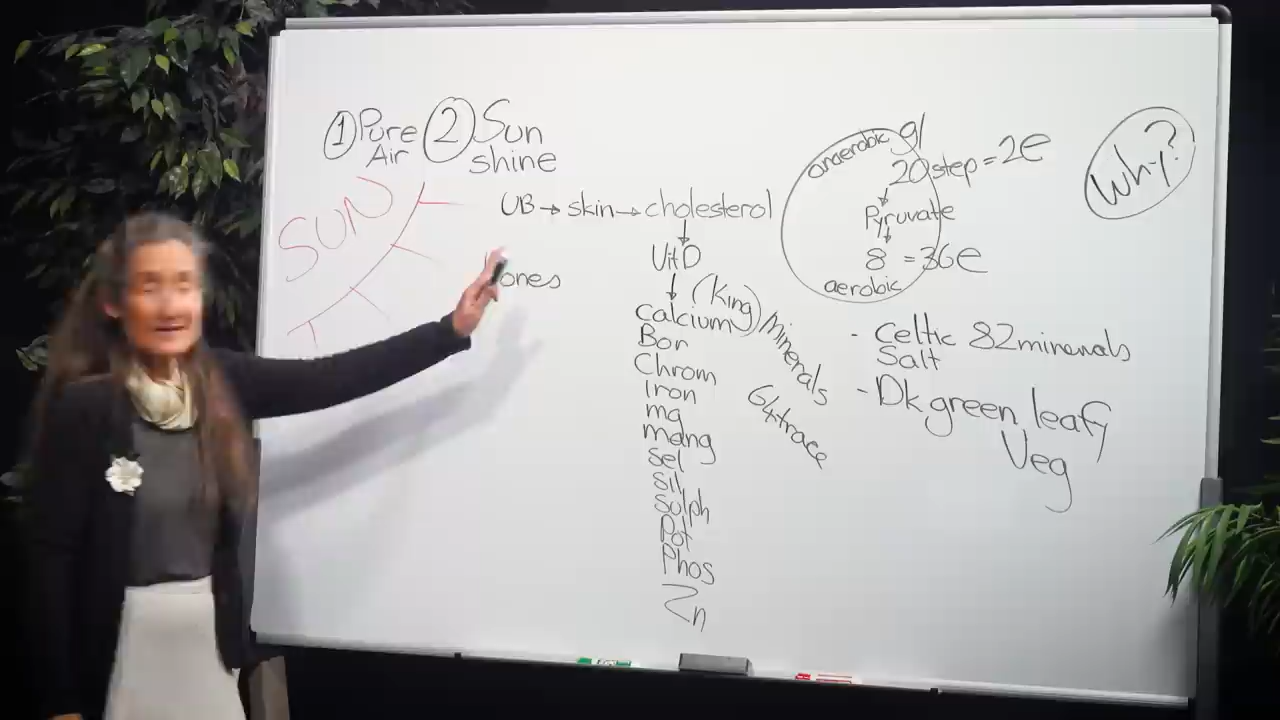 1 Pure Air
2 Sun shine
SUN
UB → skin → cholesterol
VitD
ones
(King)
calcium
Bor
Chrom
Iron
mg
mang
sel
sil
sulph
Pot
Phos
Zn
minerals
64 trace
anaerobic
gl
20 step = 2e
Pyruvate
8 = 36e
aerobic
- Celtic 82 minerals
Salt
- Dk green leafy
Veg
Why?